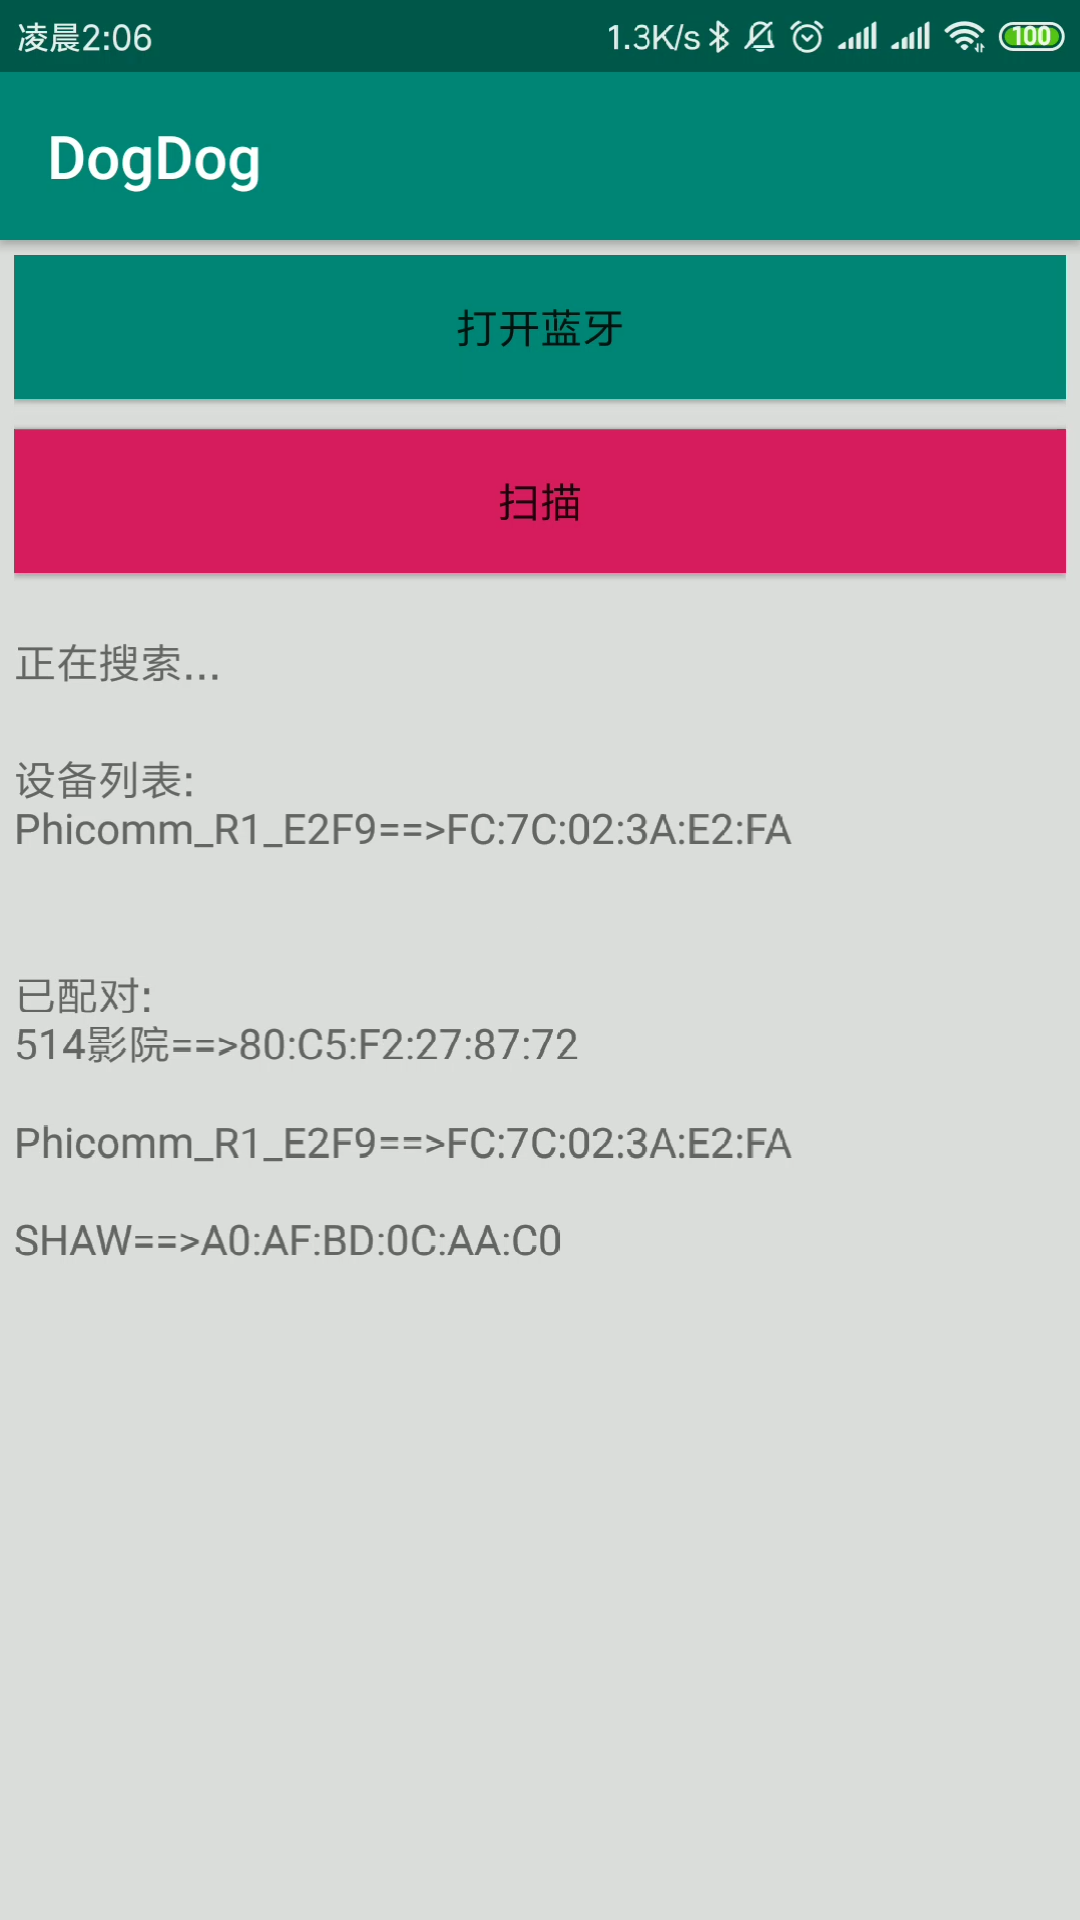 凌晨2:06 1.3K/s 100
DogDog
打开蓝牙
扫描
正在搜索...
设备列表:
Phicomm_R1_E2F9==>FC:7C:02:3A:E2:FA
已配对:
514影院==>80:C5:F2:27:87:72
Phicomm_R1_E2F9==>FC:7C:02:3A:E2:FA
SHAW==>A0:AF:BD:0C:AA:C0